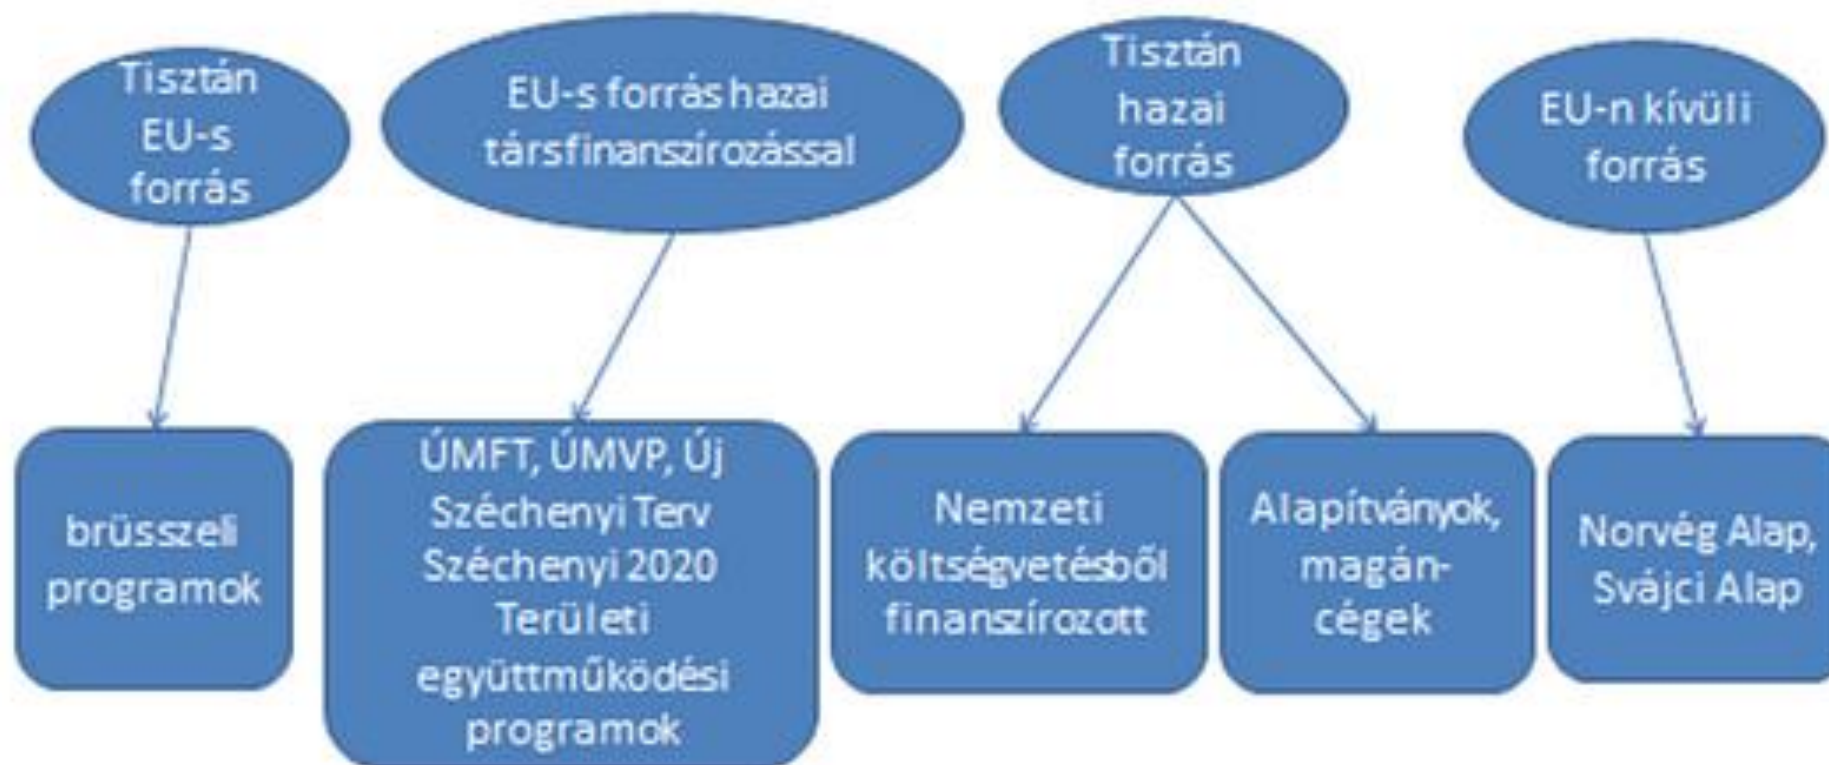 Tisztán
EU-s
forrás
EU-s forrás hazai
társfinanszírozással
Tisztán
hazai
forrás
EU-n kívüli
forrás
brüsszeli
programok
ÚMFT, ÚMVP, Új
Széchenyi Terv
Széchenyi 2020
Területi
együttműködési
programok
Nemzeti
költségvetésből
finanszírozott
Alapítványok,
magán-
cégek
Norvég Alap,
Svájci Alap